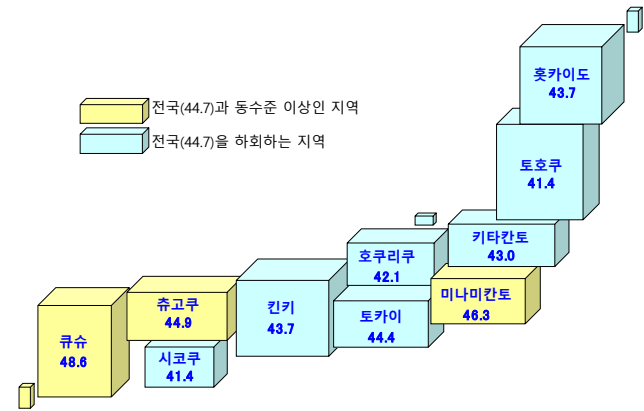 전국(44.7)과 동수준 이상인 지역
전국(44.7)을 하회하는 지역
홋카이도
43.7
토호쿠
41.4
키타칸토
43.0
호쿠리쿠
42.1
미나미칸토
46.3
토카이
44.4
킨키
43.7
츄고쿠
44.9
시코쿠
41.4
큐슈
48.6